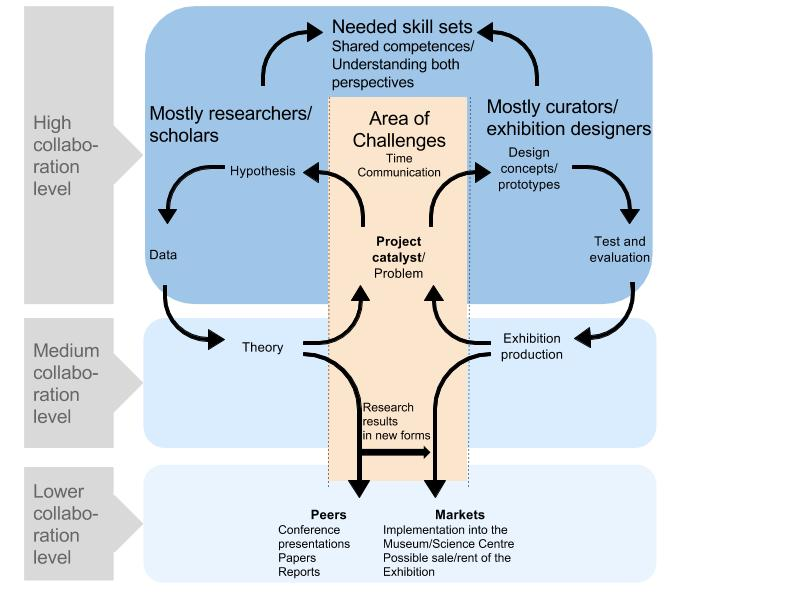 Needed skill sets
Shared competences/
Understanding both
perspectives
High
collabo-
ration
level
Mostly researchers/
scholars
Area of
Challenges
Time
Communication
Mostly curators/
exhibition designers
Hypothesis
Design
concepts/
prototypes
Data
Project
catalyst/
Problem
Test and
evaluation
Medium
collabo-
ration
level
Theory
Exhibition
production
Research
results
in new forms
Lower
collabo-
ration
level
Peers
Conference
presentations
Papers
Reports
Markets
Implementation into the
Museum/Science Centre
Possible sale/rent of the
Exhibition